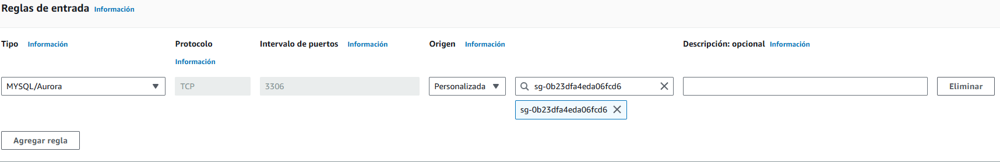 Reglas de entrada Información
Tipo Información Protocolo Intervalo de puertos Información Origen Información Descripción: opcional Información
Información
MYSQL/Aurora TCP 3306 Personalizada sg-0b23dfa4eda06fcd6 Eliminar
sg-0b23dfa4eda06fcd6
Agregar regla